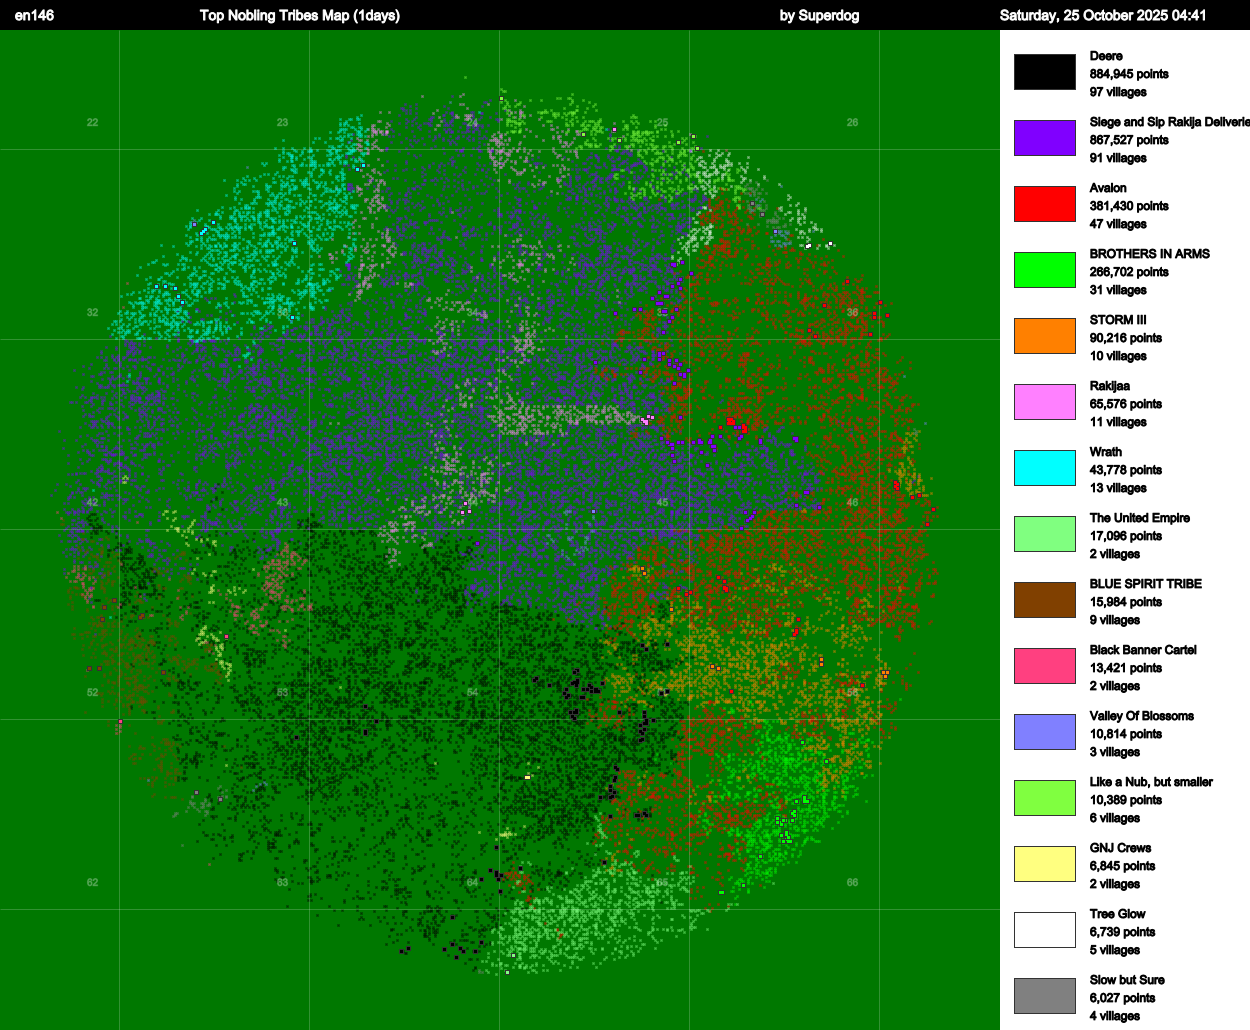 en146 Top Nobling Tribes Map (1days) by Superdog Saturday, 25 October 2025 04:41
Deere
884,945 points
97 villages
Siege and Sip Rakija Deliverie
867,527 points
91 villages
Avalon
381,430 points
47 villages
BROTHERS IN ARMS
266,702 points
31 villages
STORM III
90,216 points
10 villages
Rakijaa
65,576 points
11 villages
Wrath
43,778 points
13 villages
The United Empire
17,096 points
2 villages
BLUE SPIRIT TRIBE
15,984 points
9 villages
Black Banner Cartel
13,421 points
2 villages
Valley Of Blossoms
10,814 points
3 villages
Like a Nub, but smaller
10,389 points
6 villages
GNJ Crews
6,845 points
2 villages
Tree Glow
6,739 points
5 villages
Slow but Sure
6,027 points
4 villages
22 23 24 25 26
32 34 35 36
42 43 45 46
52 53 54 56
62 63 64 65 66